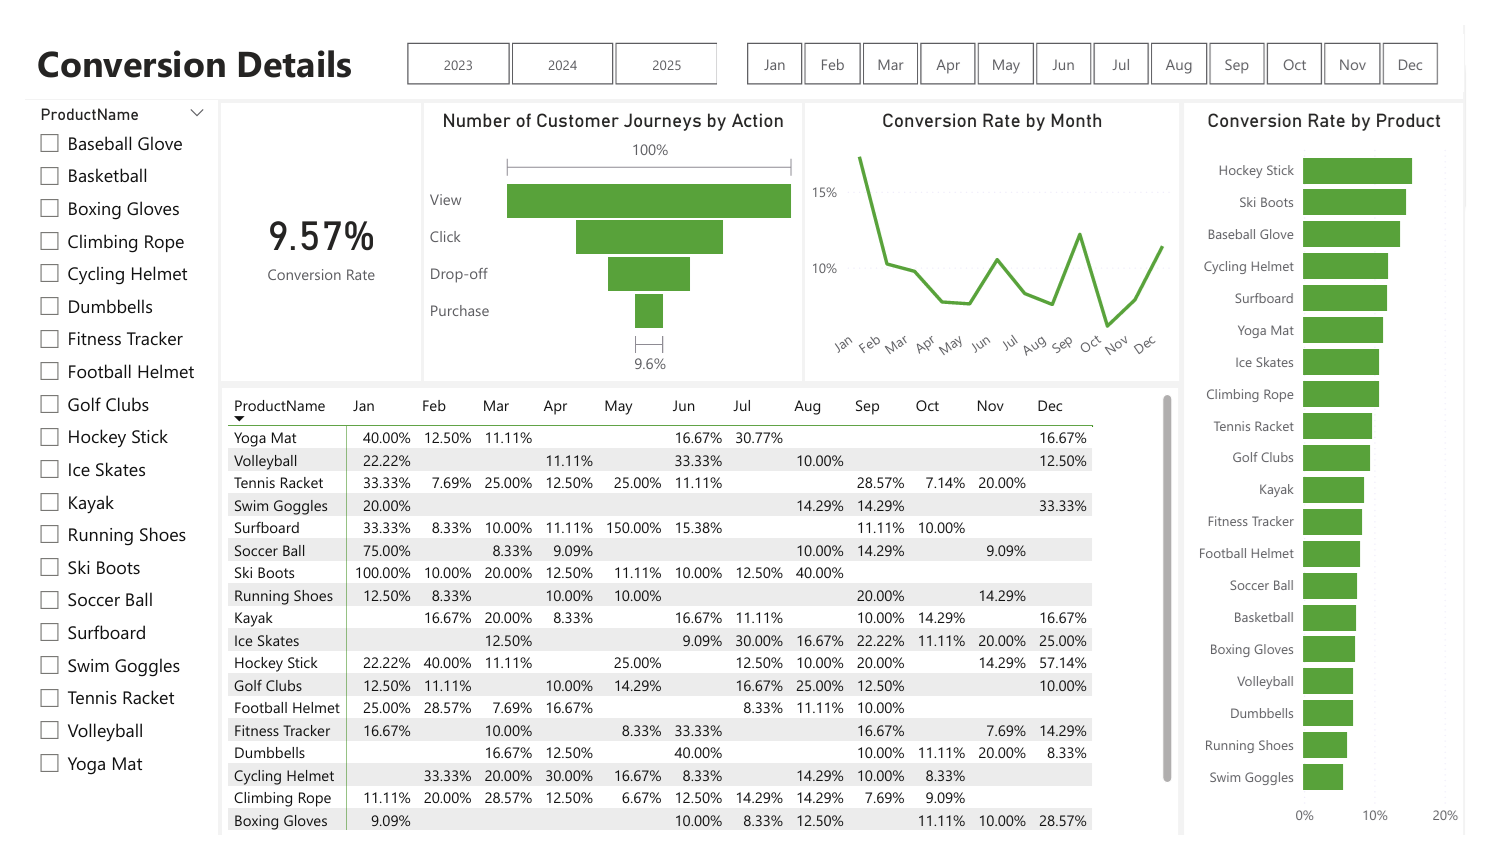 Conversion Details
2023 2024 2025
Jan Feb Mar Apr May Jun Jul Aug Sep Oct Nov Dec
ProductName
Baseball Glove
Basketball
Boxing Gloves
Climbing Rope
Cycling Helmet
Dumbbells
Fitness Tracker
Football Helmet
Golf Clubs
Hockey Stick
Ice Skates
Kayak
Running Shoes
Ski Boots
Soccer Ball
Surfboard
Swim Goggles
Tennis Racket
Volleyball
Yoga Mat
9.57%
Conversion Rate
Number of Customer Journeys by Action
100%
View
Click
Drop-off
Purchase
9.6%
Conversion Rate by Month
15%
10%
Jan Feb Mar Apr May Jun Jul Aug Sep Oct Nov Dec
ProductName Jan Feb Mar Apr May Jun Jul Aug Sep Oct Nov Dec
Yoga Mat 40.00% 12.50% 11.11% 16.67% 30.77% 16.67%
Volleyball 22.22% 11.11% 33.33% 10.00% 12.50%
Tennis Racket 33.33% 7.69% 25.00% 12.50% 25.00% 11.11% 28.57% 7.14% 20.00%
Swim Goggles 20.00% 14.29% 14.29% 33.33%
Surfboard 33.33% 8.33% 10.00% 11.11% 150.00% 15.38% 11.11% 10.00%
Soccer Ball 75.00% 8.33% 9.09% 10.00% 14.29% 9.09%
Ski Boots 100.00% 10.00% 20.00% 12.50% 11.11% 10.00% 12.50% 40.00%
Running Shoes 12.50% 8.33% 10.00% 10.00% 20.00% 14.29%
Kayak 16.67% 20.00% 8.33% 16.67% 11.11% 10.00% 14.29% 16.67%
Ice Skates 12.50% 9.09% 30.00% 16.67% 22.22% 11.11% 20.00% 25.00%
Hockey Stick 22.22% 40.00% 11.11% 25.00% 12.50% 10.00% 20.00% 14.29% 57.14%
Golf Clubs 12.50% 11.11% 10.00% 14.29% 16.67% 25.00% 12.50% 10.00%
Football Helmet 25.00% 28.57% 7.69% 16.67% 8.33% 11.11% 10.00%
Fitness Tracker 16.67% 10.00% 8.33% 33.33% 16.67% 7.69% 14.29%
Dumbbells 16.67% 12.50% 40.00% 10.00% 11.11% 20.00% 8.33%
Cycling Helmet 33.33% 20.00% 30.00% 16.67% 8.33% 14.29% 10.00% 8.33%
Climbing Rope 11.11% 20.00% 28.57% 12.50% 6.67% 12.50% 14.29% 14.29% 7.69% 9.09%
Boxing Gloves 9.09% 10.00% 8.33% 12.50% 11.11% 10.00% 28.57%
Conversion Rate by Product
Hockey Stick
Ski Boots
Baseball Glove
Cycling Helmet
Surfboard
Yoga Mat
Ice Skates
Climbing Rope
Tennis Racket
Golf Clubs
Kayak
Fitness Tracker
Football Helmet
Soccer Ball
Basketball
Boxing Gloves
Volleyball
Dumbbells
Running Shoes
Swim Goggles
0% 10% 20%